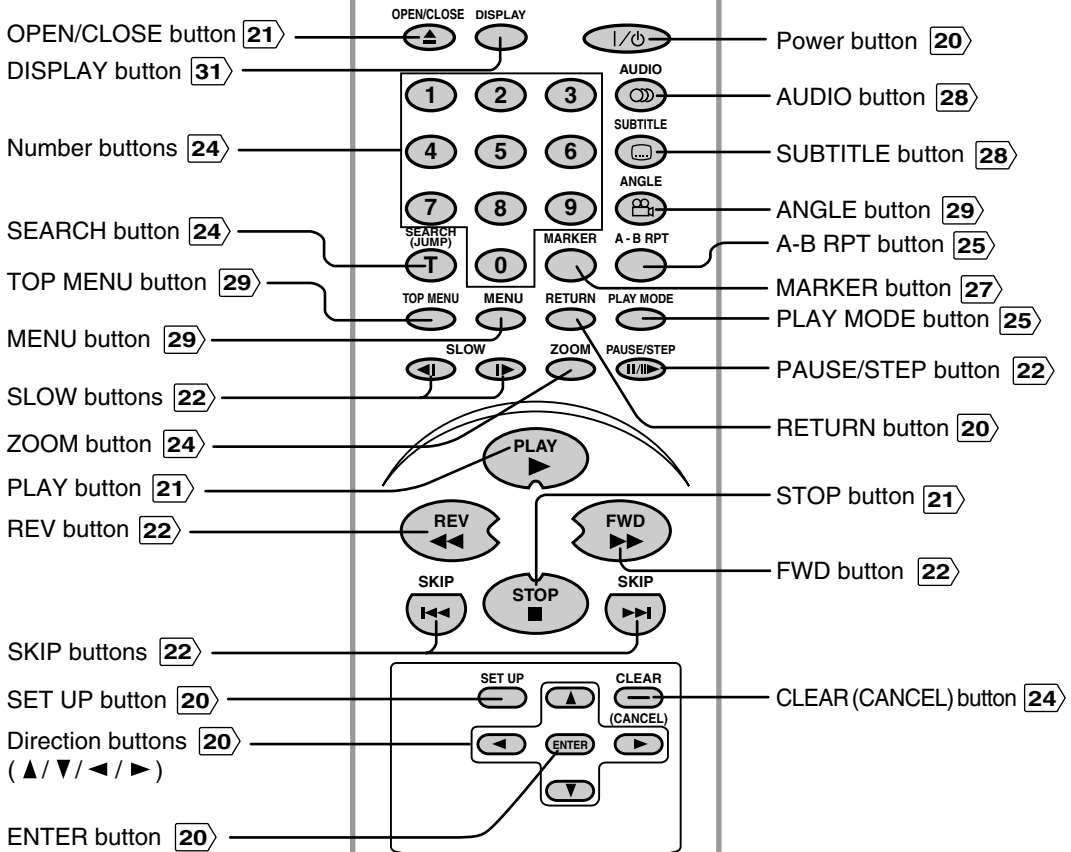 OPEN/CLOSE button 21
DISPLAY button 31
Number buttons 24
SEARCH button 24
TOP MENU button 29
MENU button 29
SLOW buttons 22
ZOOM button 24
PLAY button 21
REV button 22
SKIP buttons 22
SET UP button 20
Direction buttons 20
(▲/▼/◄/►)
ENTER button 20
OPEN/CLOSE DISPLAY
I/⏻
AUDIO
1 2 3
SUBTITLE
4 5 6
ANGLE
7 8 9
SEARCH
(JUMP)
MARKER A-B RPT
T 0
TOP MENU MENU RETURN PLAY MODE
SLOW ZOOM PAUSE/STEP
PLAY
REV FWD
SKIP STOP SKIP
SET UP CLEAR
(CANCEL)
ENTER
Power button 20
AUDIO button 28
SUBTITLE button 28
ANGLE button 29
A-B RPT button 25
MARKER button 27
PLAY MODE button 25
PAUSE/STEP button 22
RETURN button 20
STOP button 21
FWD button 22
CLEAR (CANCEL) button 24